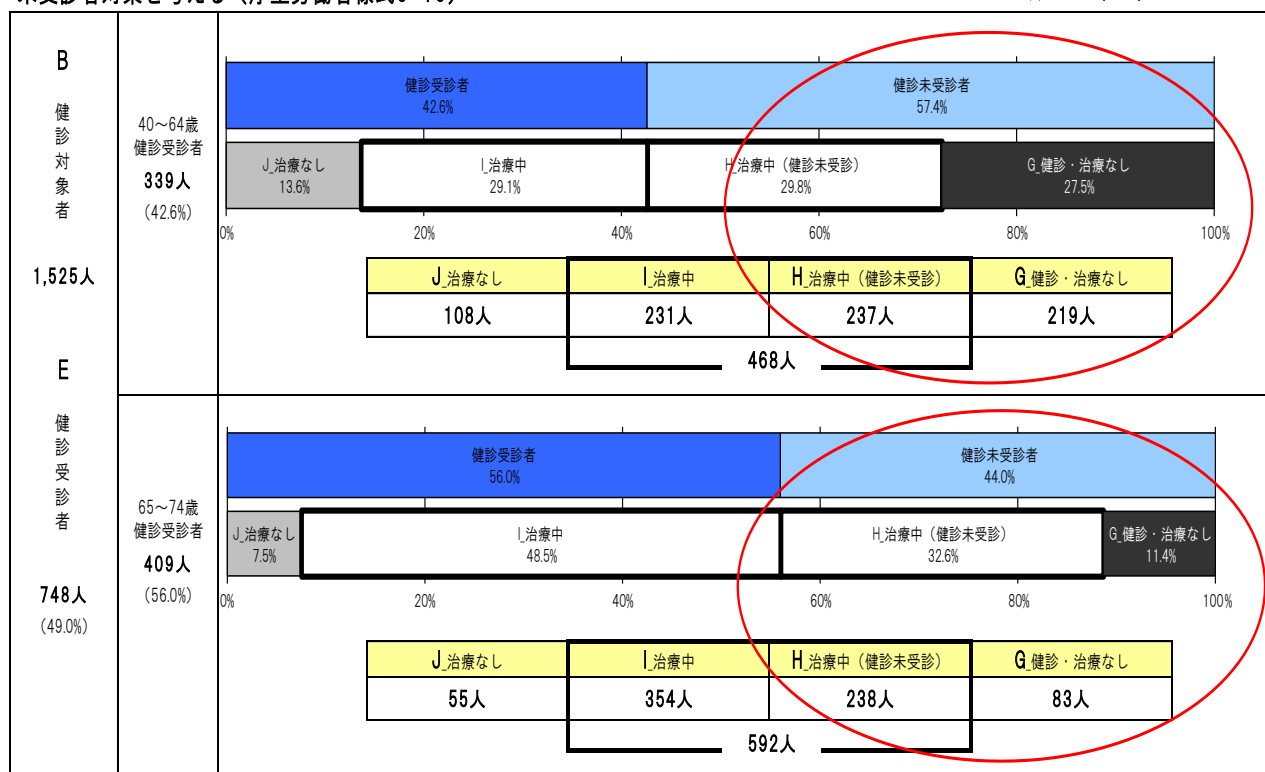 B
健診対象者
1,525人
E
健診受診者
748人
(49.0%)
40～64歳
健診受診者
339人
(42.6%)
健診受診者
42.6%
健診未受診者
57.4%
J_治療なし
13.6%
I_治療中
29.1%
H_治療中（健診未受診）
29.8%
G_健診・治療なし
27.5%
0% 20% 40% 60% 80% 100%
J_治療なし I_治療中 H_治療中（健診未受診） G_健診・治療なし
108人 231人 237人 219人
468人
65～74歳
健診受診者
409人
(56.0%)
健診受診者
56.0%
健診未受診者
44.0%
J_治療なし
7.5%
I_治療中
48.5%
H_治療中（健診未受診）
32.6%
G_健診・治療なし
11.4%
0% 20% 40% 60% 80% 100%
J_治療なし I_治療中 H_治療中（健診未受診） G_健診・治療なし
55人 354人 238人 83人
592人